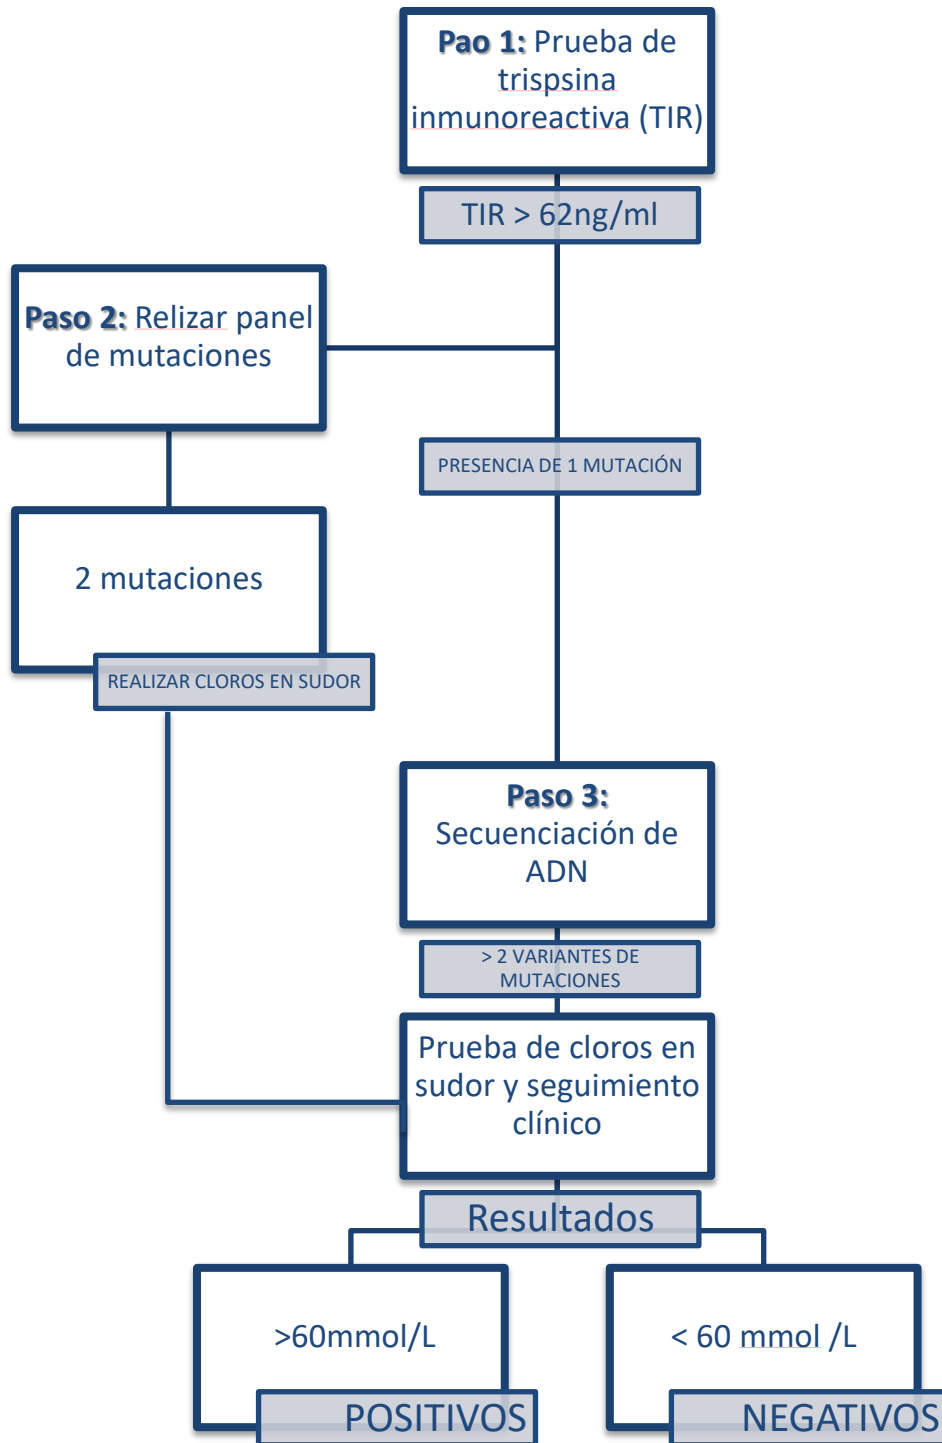 Pao 1: Prueba de
trispsina
inmunoreactiva (TIR)
TIR > 62ng/ml
Paso 2: Relizar panel
de mutaciones
PRESENCIA DE 1 MUTACIÓN
2 mutaciones
REALIZAR CLOROS EN SUDOR
Paso 3:
Secuenciación de
ADN
> 2 VARIANTES DE
MUTACIONES
Prueba de cloros en
sudor y seguimiento
clínico
Resultados
>60mmol/L
POSITIVOS
< 60 mmol /L
NEGATIVOS